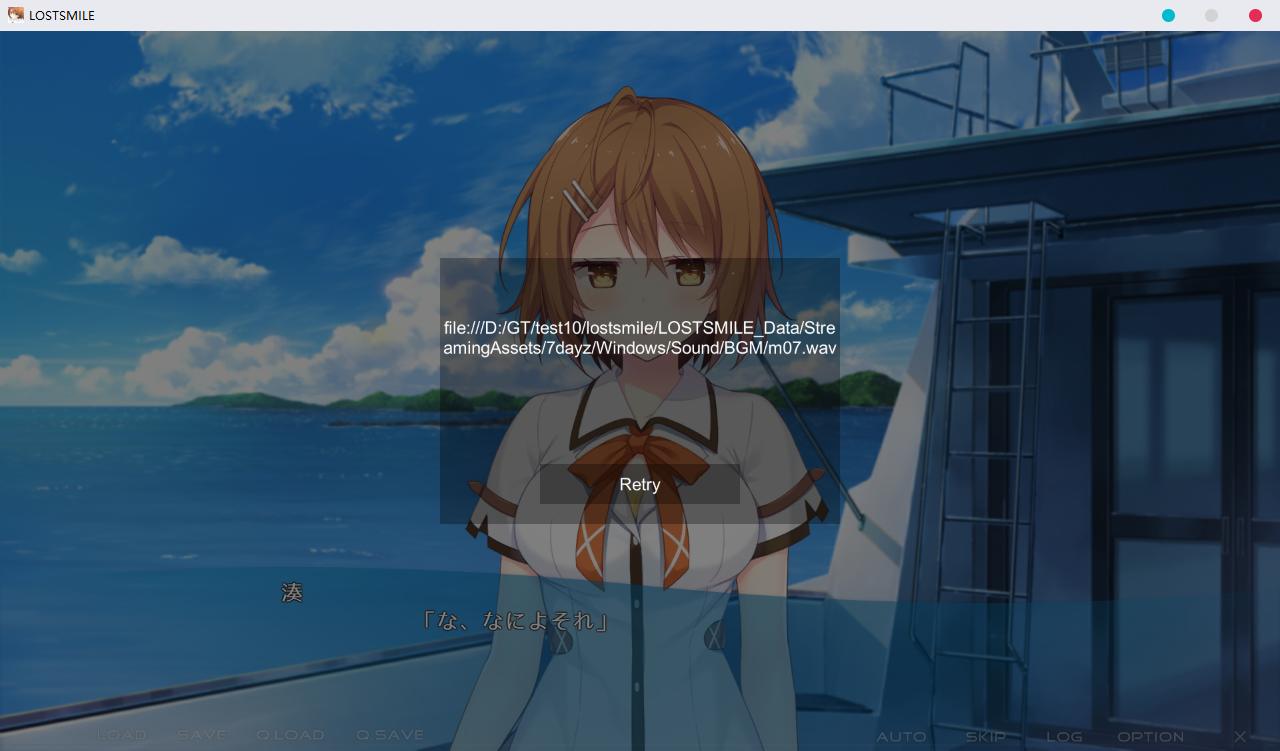 LOSTSMILE
file:///D:/GT/test10/lostsmile/LOSTSMILE_Data/Stre
amingAssets/7dayz/Windows/Sound/BGM/m07.wav
Retry
湊
「な、なによそれ」
LOAD SAVE Q.LOAD Q.SAVE AUTO SKIP LOG OPTION X